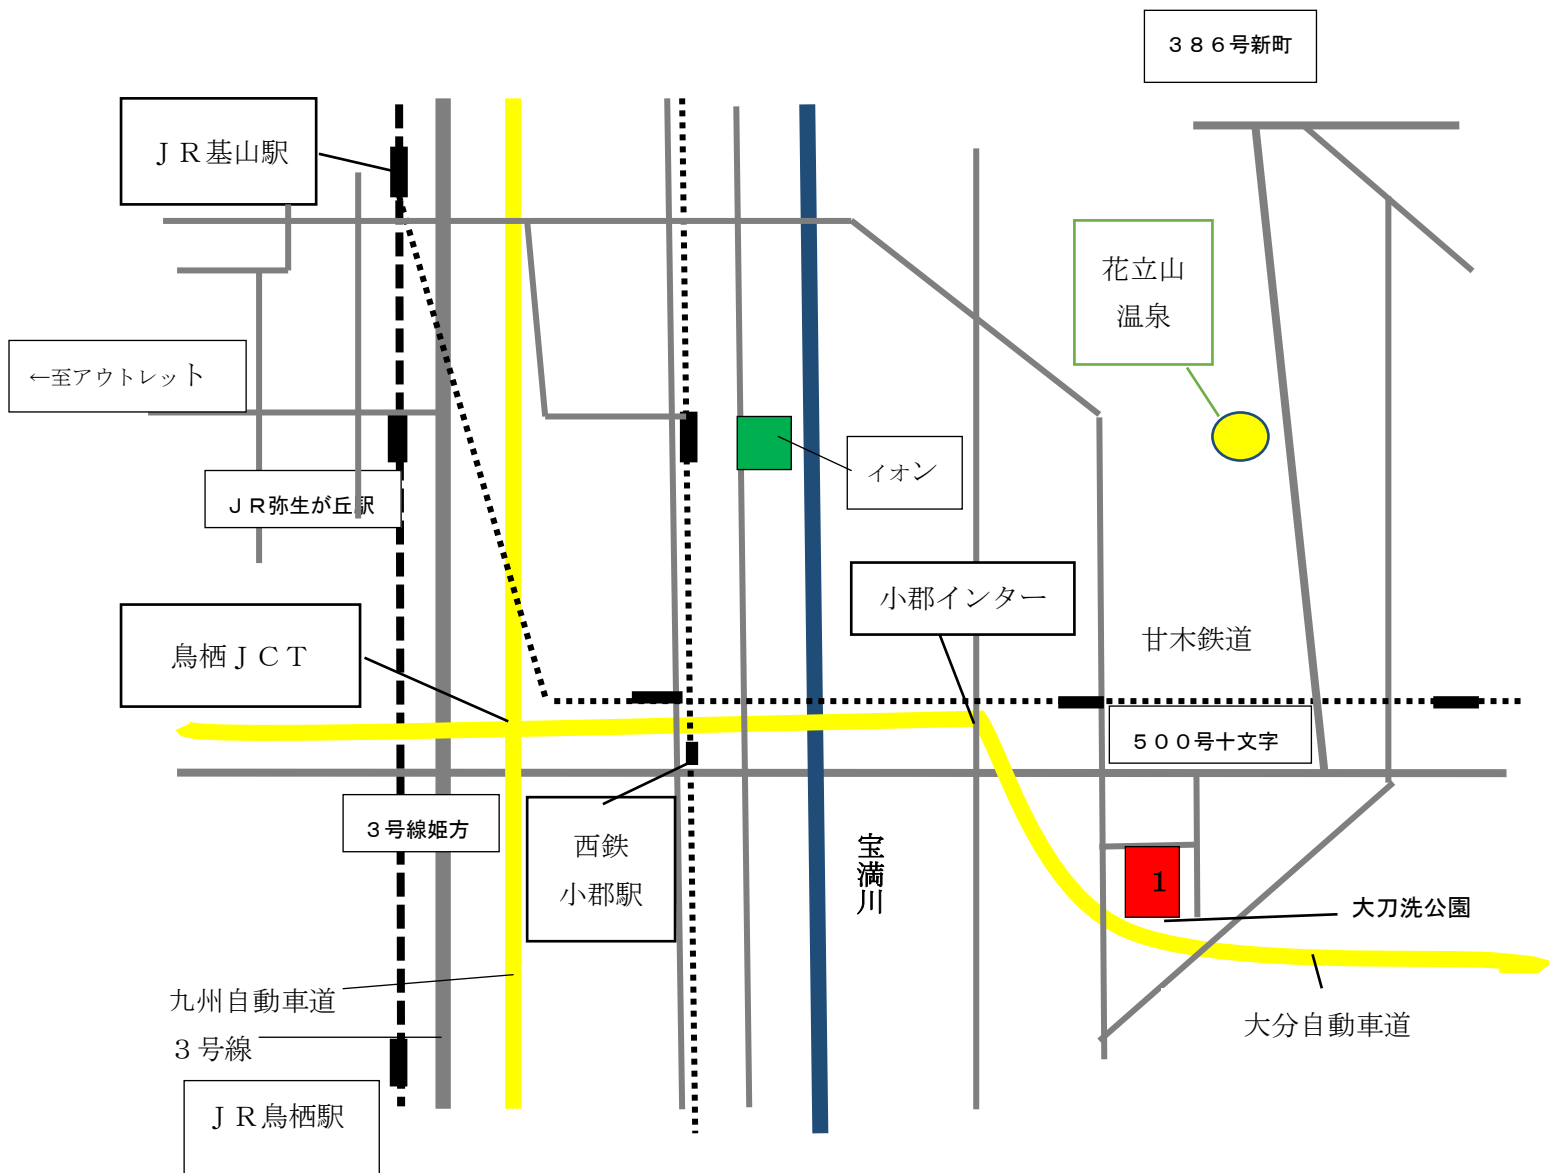 ３８６号新町
ＪＲ基山駅
花立山
温泉
←至アウトレット
イオン
ＪＲ弥生が丘駅
小郡インター
甘木鉄道
鳥栖ＪＣＴ
５００号十文字
３号線姫方
西鉄
小郡駅
宝満川
１
大刀洗公園
九州自動車道
大分自動車道
３号線
ＪＲ鳥栖駅